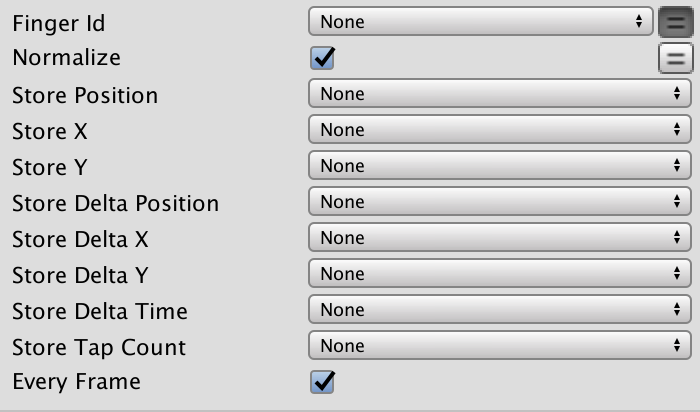 Finger Id None
Normalize
Store Position None
Store X None
Store Y None
Store Delta Position None
Store Delta X None
Store Delta Y None
Store Delta Time None
Store Tap Count None
Every Frame